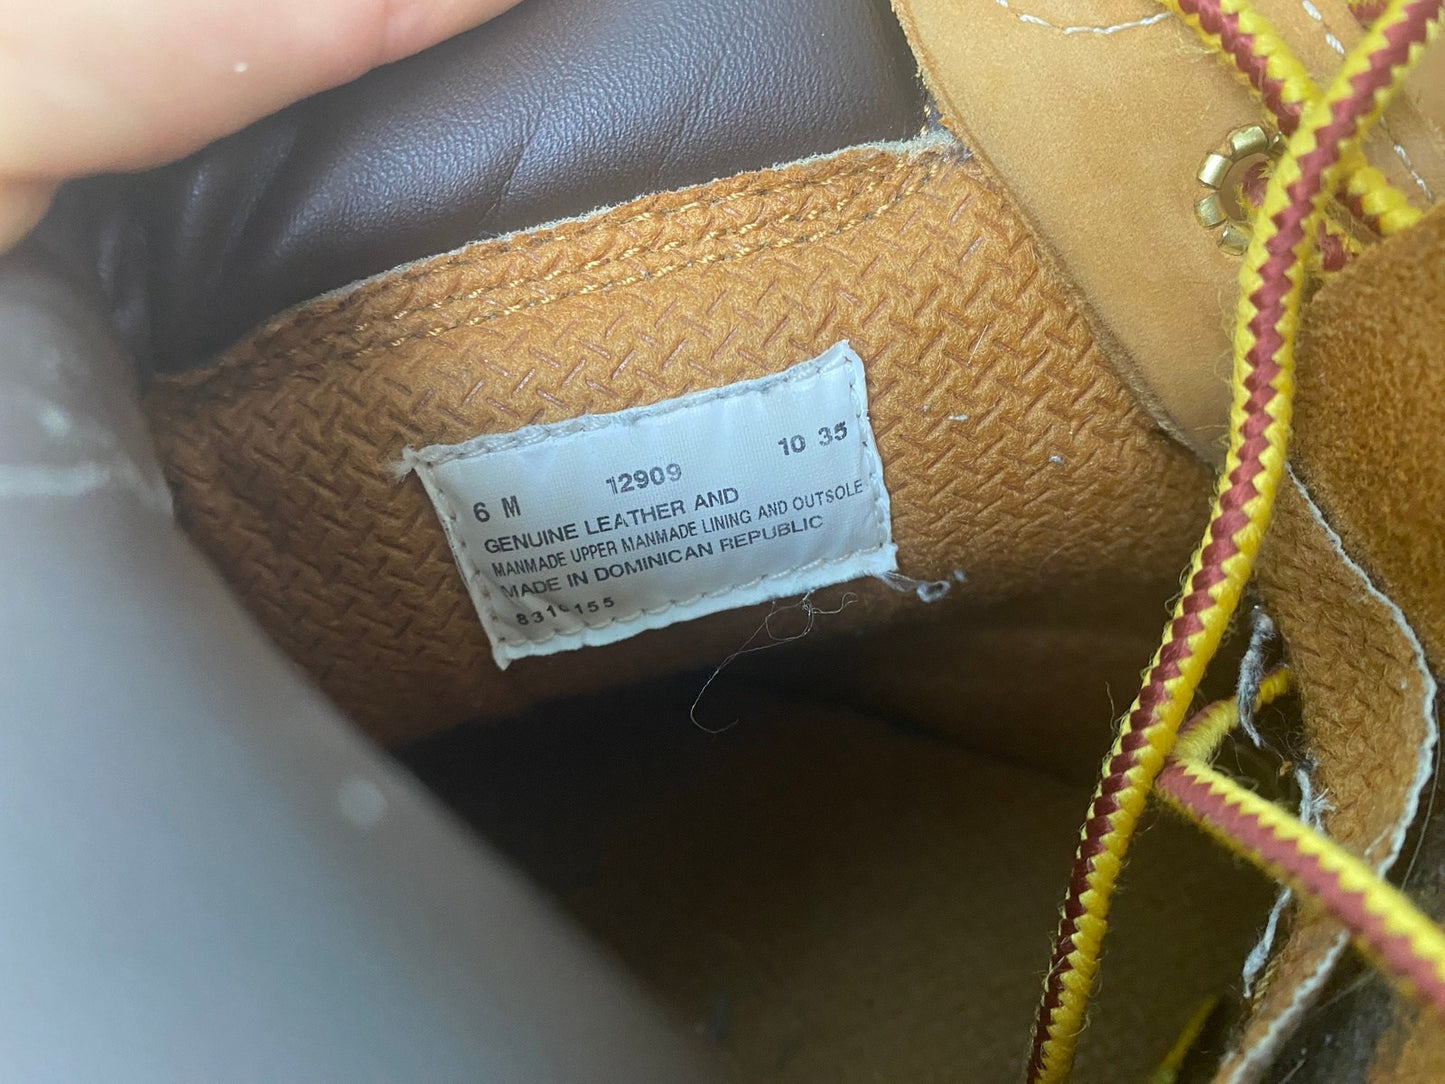 6 M 12909 10 35
GENUINE LEATHER AND
MANMADE UPPER MANMADE LINING AND OUTSOLE
MADE IN DOMINICAN REPUBLIC